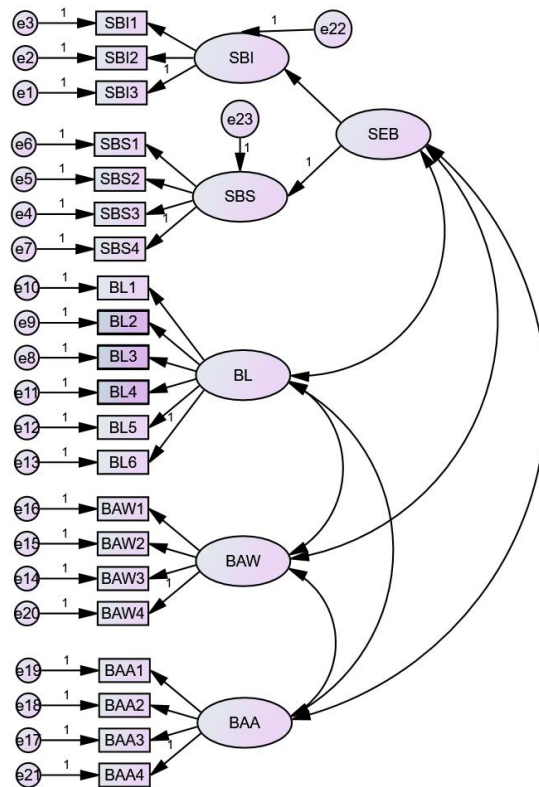 e3 1 SBI1
e22
1
e2 1 SBI2
SBI
e1 1 SBI3
1
e23
SEB
e6 1 SBS1
1
1
e5 1 SBS2
SBS
e4 1 SBS3
1
e7 1 SBS4
e10 1 BL1
e9 1 BL2
e8 1 BL3
BL
e11 1 BL4
e12 1 BL5
1
e13 1 BL6
e16 1 BAW1
e15 1 BAW2
BAW
e14 1 BAW3
1
e20 1 BAW4
e19 1 BAA1
e18 1 BAA2
BAA
e17 1 BAA3
1
e21 1 BAA4